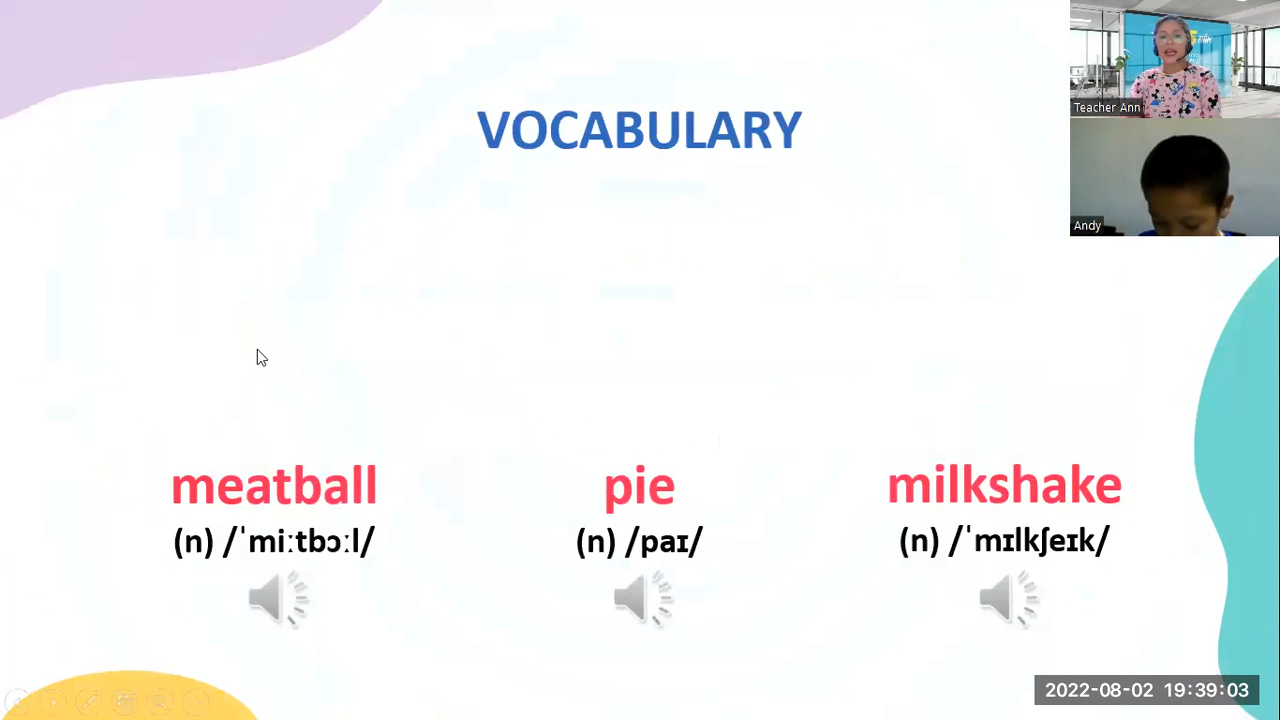 Teacher Ann
VOCABULARY
Andy
meatball pie milkshake
(n) /ˈmiːtbɔːl/ (n) /paɪ/ (n) /ˈmɪlkʃeɪk/
2022-08-02 19:39:03